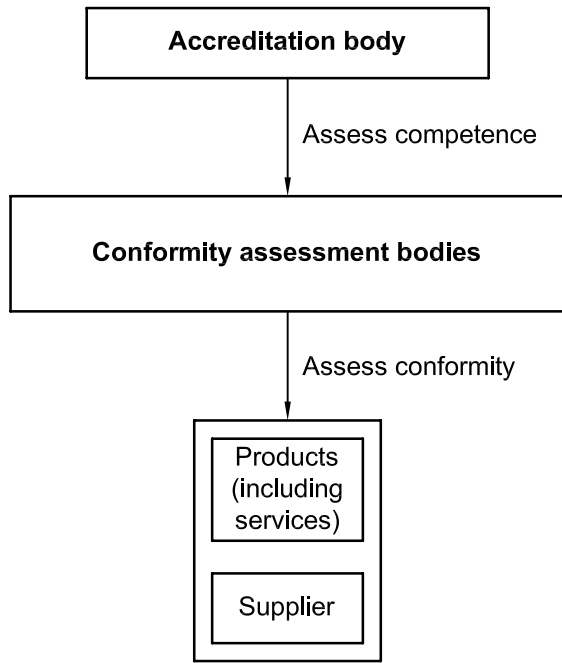 Accreditation body
Assess competence
Conformity assessment bodies
Assess conformity
Products
(including
services)
Supplier